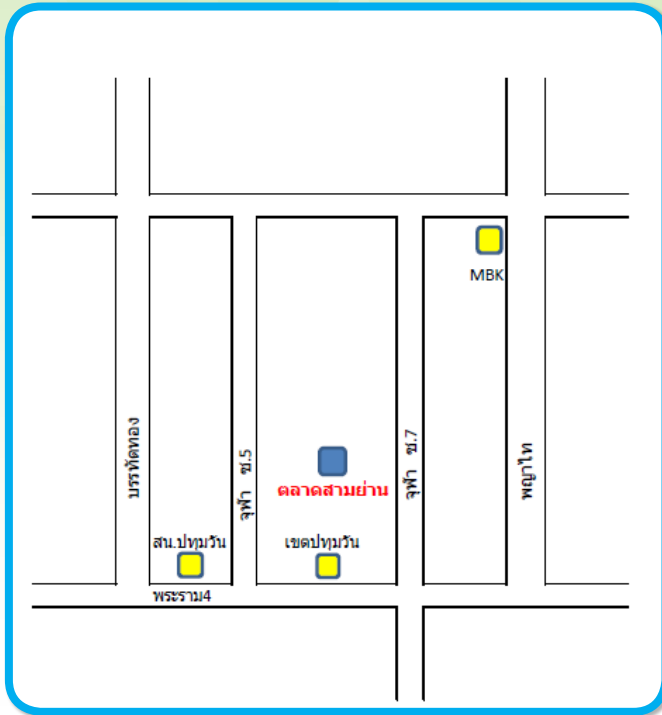 MBK
บรรทัดทอง
จุฬา ซ.5
จุฬา ซ.7
พญาไท
ตลาดสามย่าน
สน.ปทุมวัน
เขตปทุมวัน
พระราม4